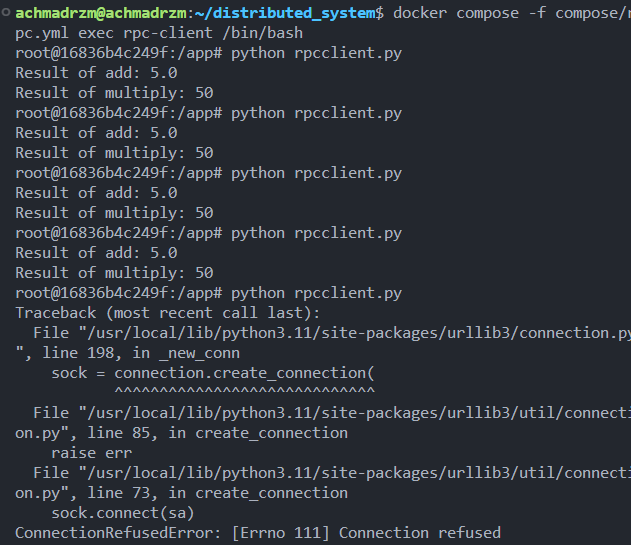 achmadrzm@achmadrzm:~/distributed_system$ docker compose -f compose/r
pc.yml exec rpc-client /bin/bash
root@16836b4c249f:/app# python rpcclient.py
Result of add: 5.0
Result of multiply: 50
root@16836b4c249f:/app# python rpcclient.py
Result of add: 5.0
Result of multiply: 50
root@16836b4c249f:/app# python rpcclient.py
Result of add: 5.0
Result of multiply: 50
root@16836b4c249f:/app# python rpcclient.py
Result of add: 5.0
Result of multiply: 50
root@16836b4c249f:/app# python rpcclient.py
Traceback (most recent call last):
  File "/usr/local/lib/python3.11/site-packages/urllib3/connection.py
", line 198, in _new_conn
    sock = connection.create_connection(
           ^^^^^^^^^^^^^^^^^^^^^^^^^^^^^
  File "/usr/local/lib/python3.11/site-packages/urllib3/util/connecti
on.py", line 85, in create_connection
    raise err
  File "/usr/local/lib/python3.11/site-packages/urllib3/util/connecti
on.py", line 73, in create_connection
    sock.connect(sa)
ConnectionRefusedError: [Errno 111] Connection refused